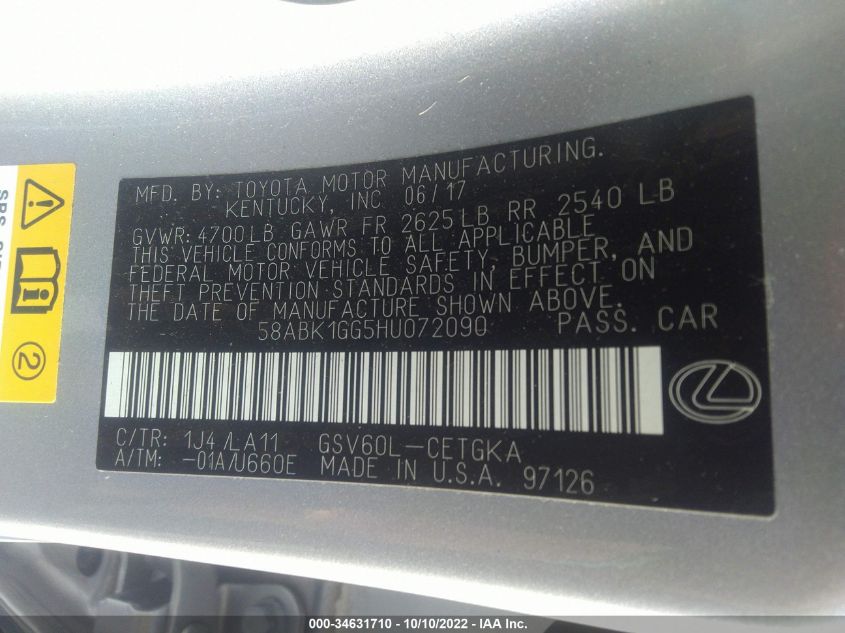 MFD. BY: TOYOTA MOTOR MANUFACTURING.
KENTUCKY, INC 06/17
GVWR: 4700LB GAWR FR 2625LB RR 2540 LB
THIS VEHICLE CONFORMS TO ALL APPLICABLE
FEDERAL MOTOR VEHICLE SAFETY, BUMPER, AND
THEFT PREVENTION STANDARDS IN EFFECT ON
THE DATE OF MANUFACTURE SHOWN ABOVE.
58ABK1GG5HU072090 PASS. CAR
C/TR: 1J4 /LA11 GSV60L-CETGKA
A/TM: -01A/U660E MADE IN U.S.A. 97126
2
000-34631710 - 10/10/2022 - IAA Inc.